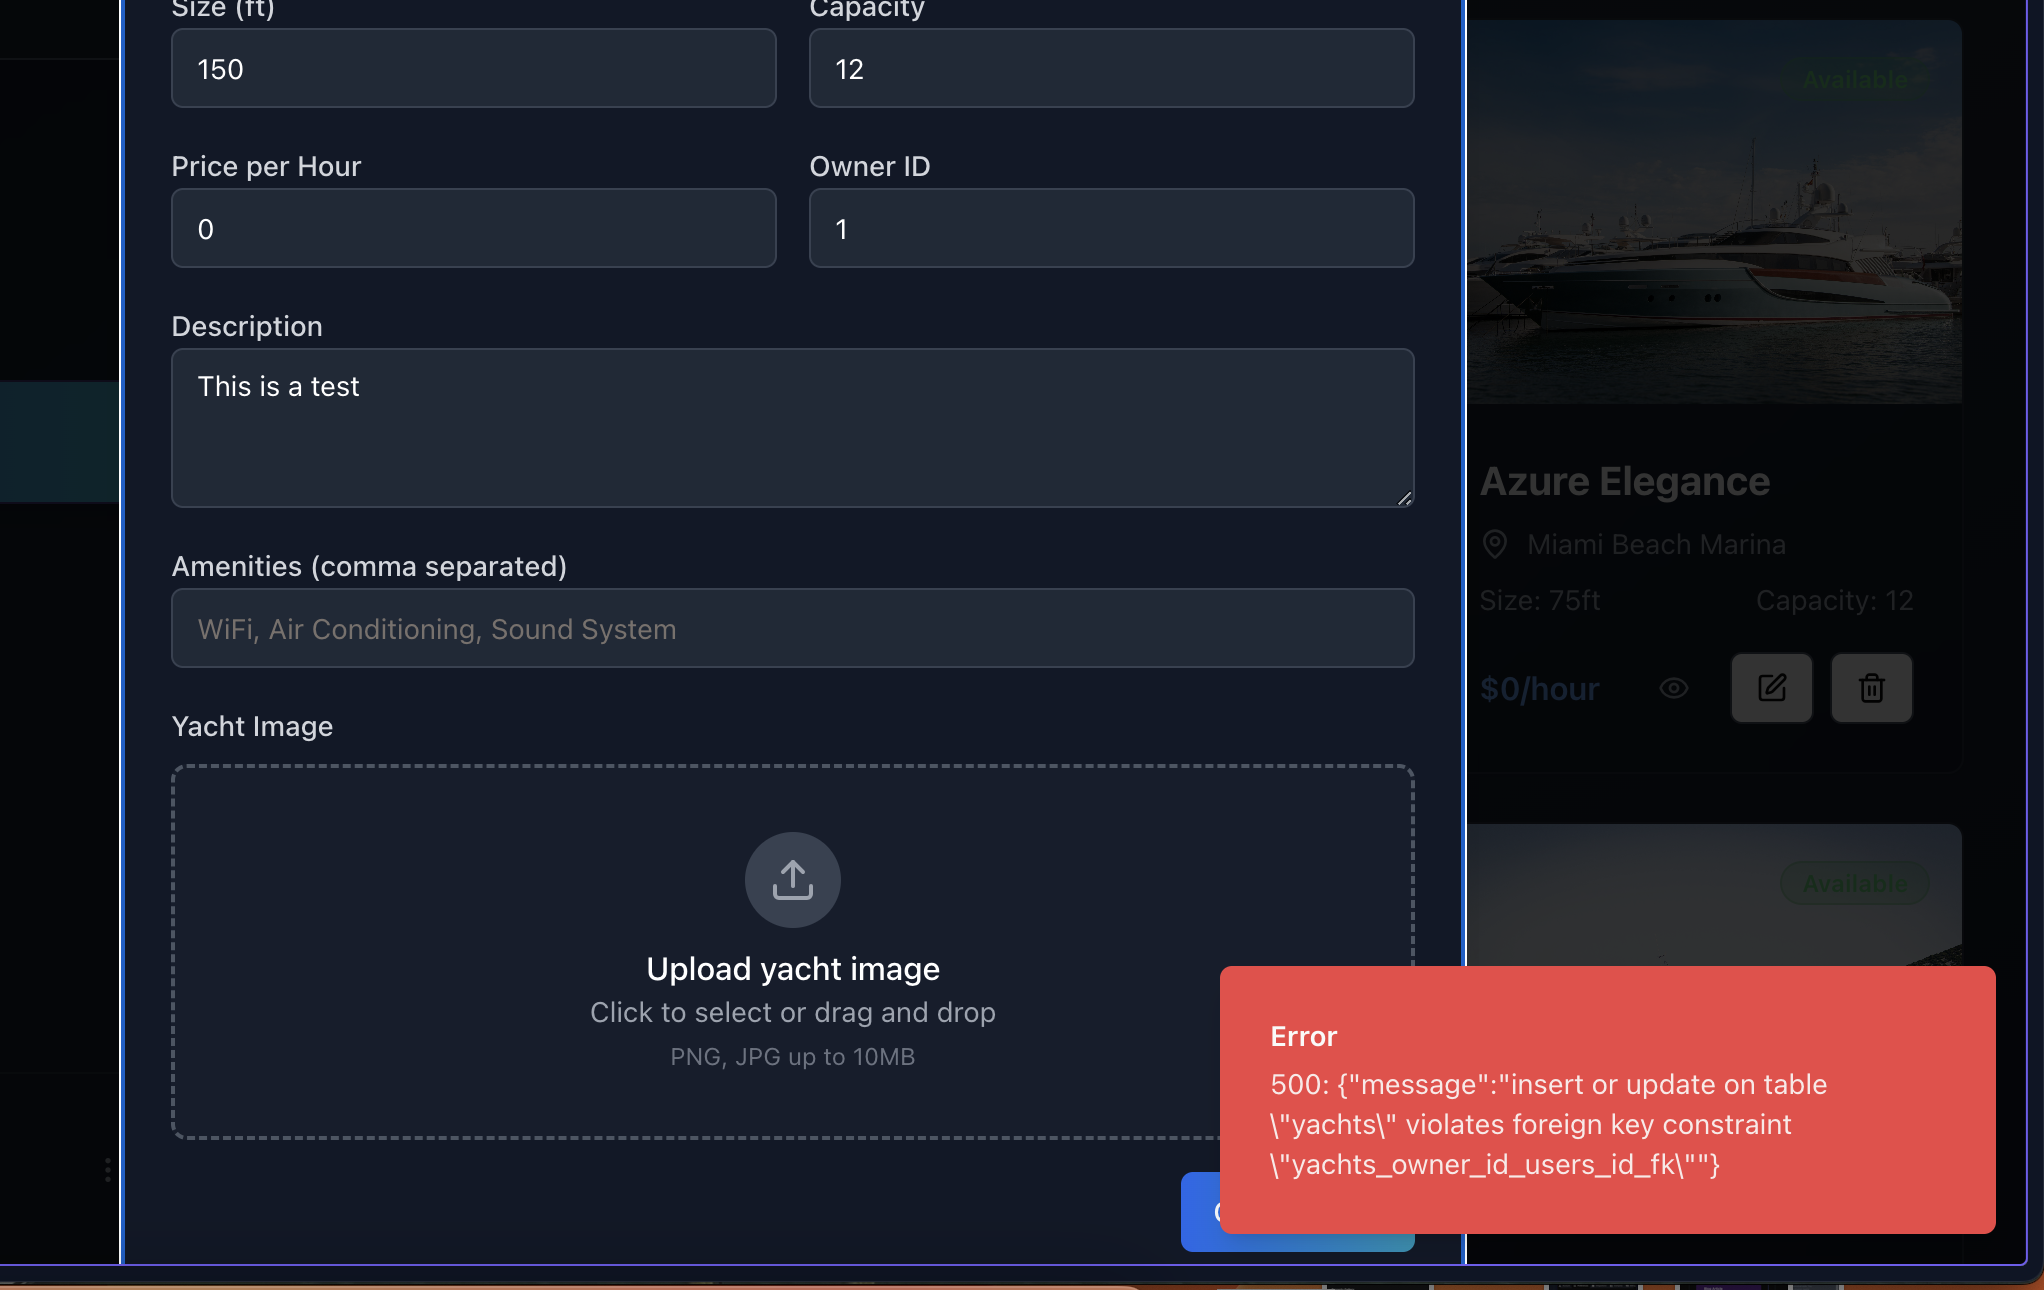 Size (ft)
Capacity
150
12
Price per Hour
Owner ID
0
1
Description
This is a test
Amenities (comma separated)
WiFi, Air Conditioning, Sound System
Yacht Image
Upload yacht image
Click to select or drag and drop
PNG, JPG up to 10MB
Available
Azure Elegance
Miami Beach Marina
Size: 75ft
Capacity: 12
$0/hour
Available
Error
500: {"message":"insert or update on table
\"yachts\" violates foreign key constraint
\"yachts_owner_id_users_id_fk\""}